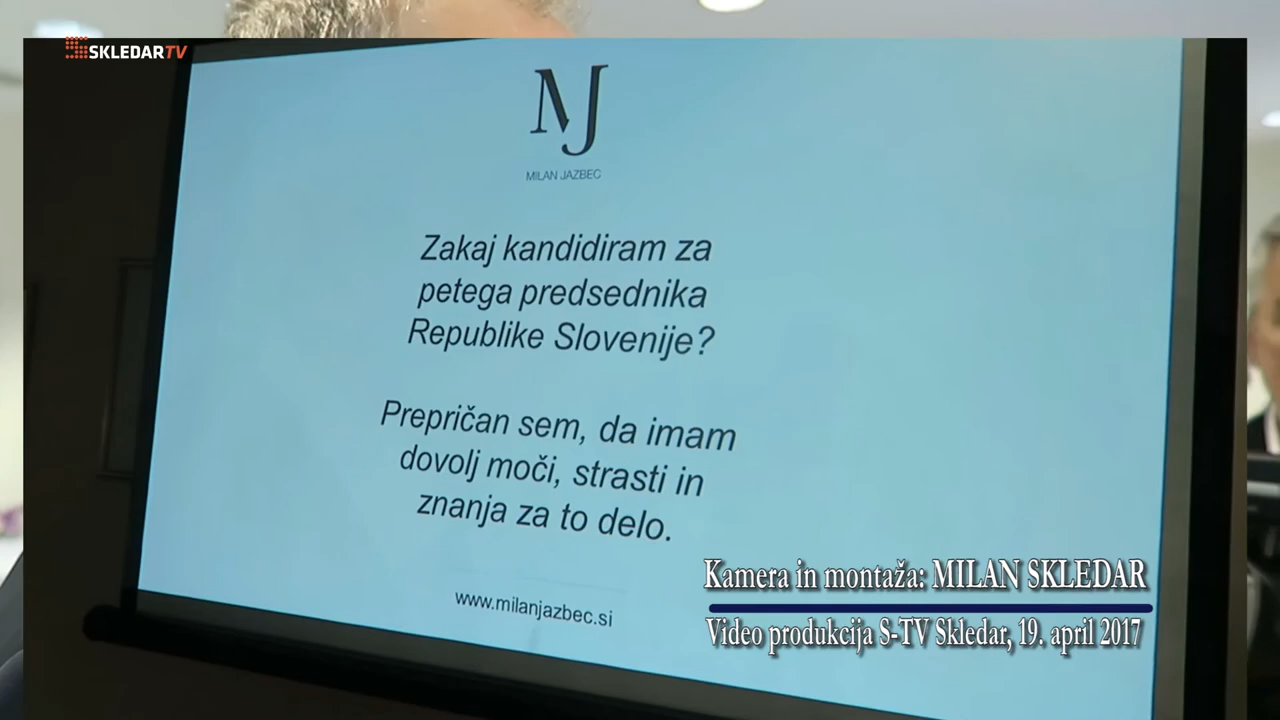 SKLEDARTV
MJ
MILAN JAZBEC
Zakaj kandidiram za
petega predsednika
Republike Slovenije?
Prepričan sem, da imam
dovolj moči, strasti in
znanja za to delo.
www.milanjazbec.si
Kamera in montaža: MILAN SKLEDAR
Video produkcija S-TV Skledar, 19. april 2017